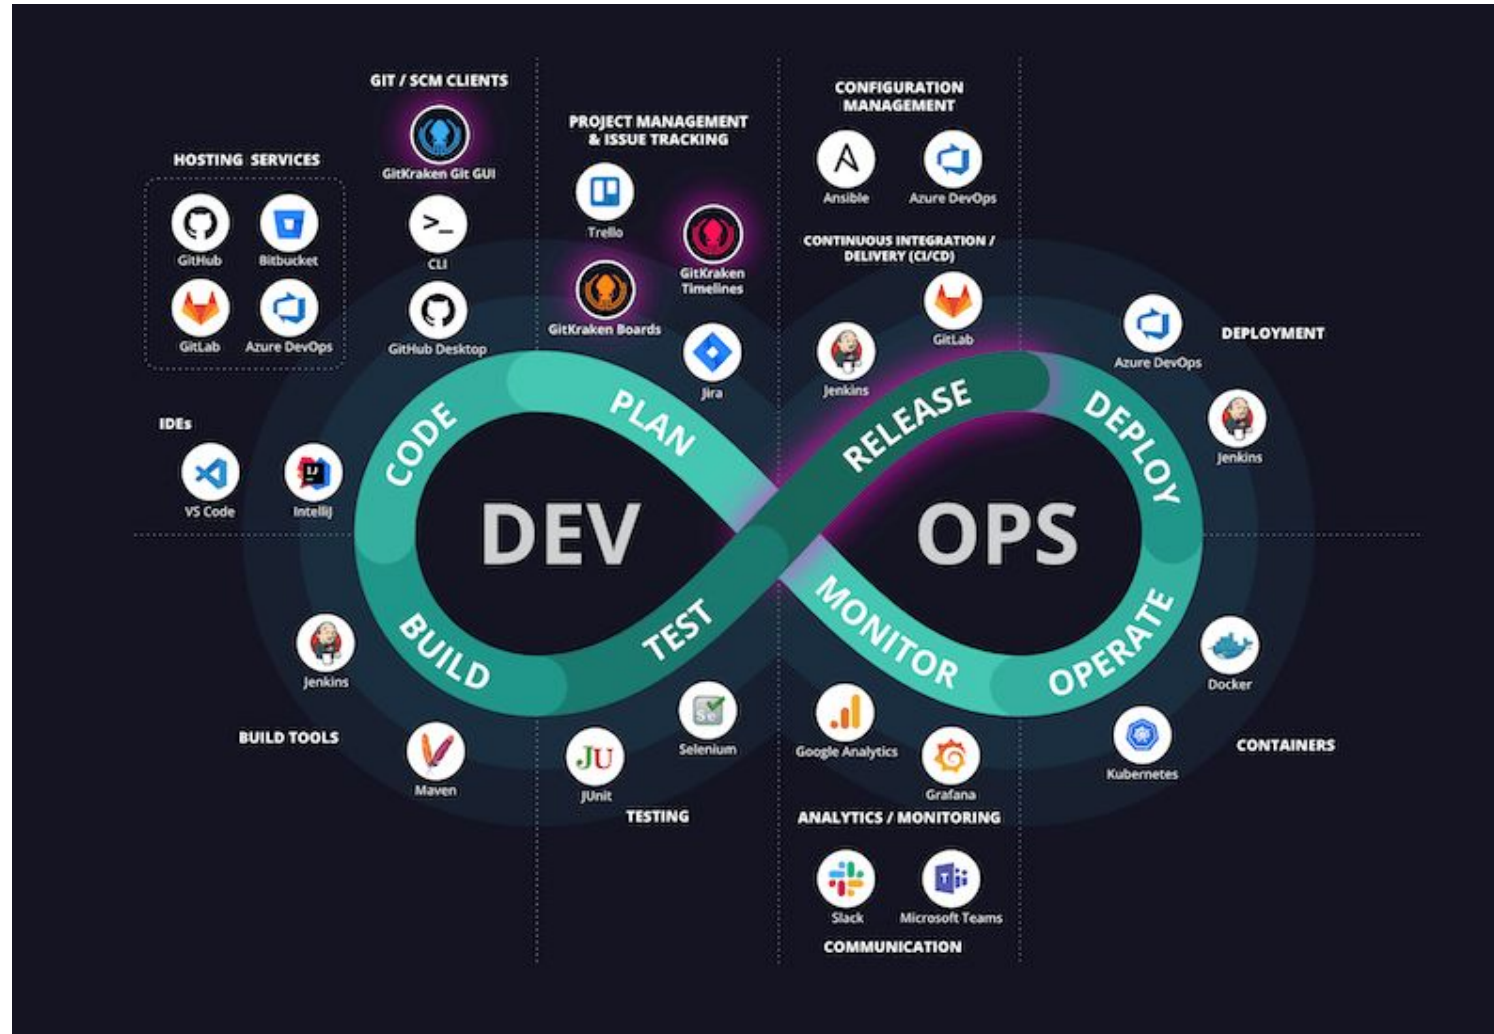 GIT / SCM CLIENTS
GitKraken Git GUI
CLI
GitHub Desktop
HOSTING SERVICES
GitHub
Bitbucket
GitLab
Azure DevOps
IDEs
VS Code
IntelliJ
PROJECT MANAGEMENT
& ISSUE TRACKING
Trello
GitKraken
Timelines
GitKraken Boards
Jira
CONFIGURATION
MANAGEMENT
Ansible
Azure DevOps
CONTINUOUS INTEGRATION /
DELIVERY (CI/CD)
GitLab
Jenkins
DEPLOYMENT
Azure DevOps
Jenkins
CODE
PLAN
RELEASE
DEPLOY
DEV
OPS
BUILD
TEST
MONITOR
OPERATE
Jenkins
BUILD TOOLS
Maven
JU
JUnit
Se
Selenium
TESTING
Google Analytics
Grafana
ANALYTICS / MONITORING
Slack
Microsoft Teams
COMMUNICATION
Docker
Kubernetes
CONTAINERS
>_
IJ
T